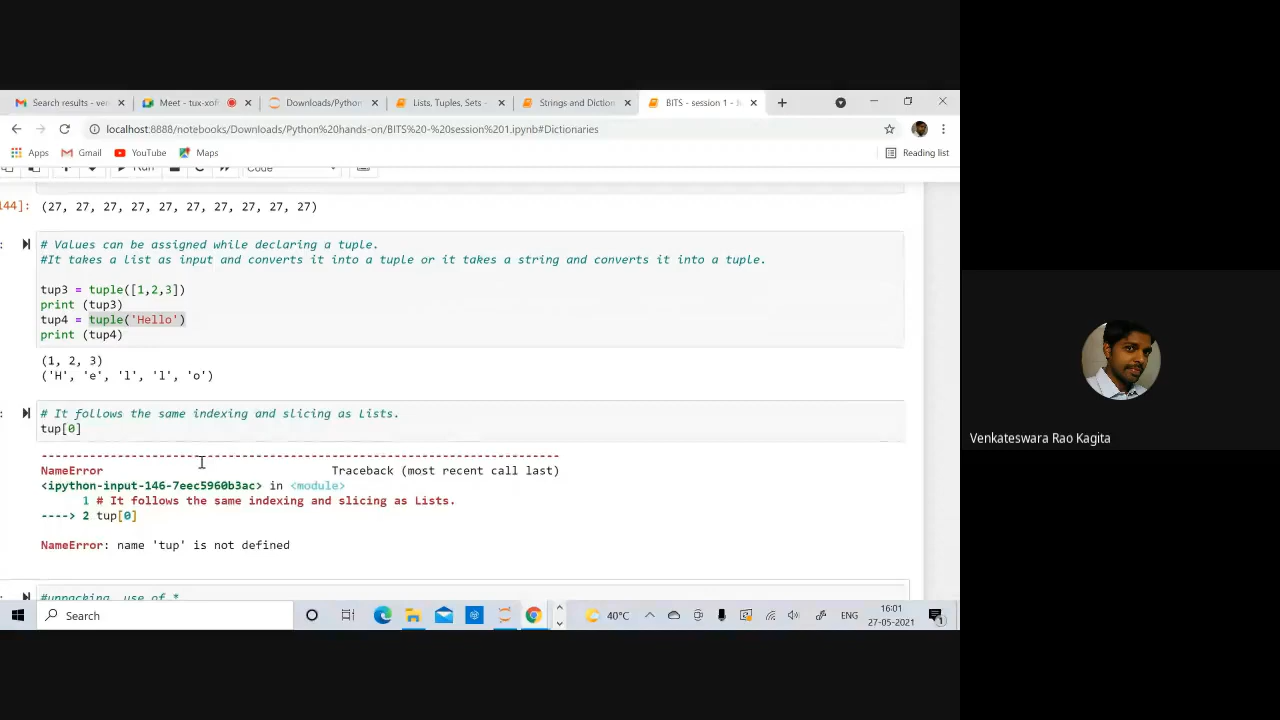 Search results - ver
Meet - tux-xof
Downloads/Python
Lists, Tuples, Sets -
Strings and Diction
BITS - session 1 - J
localhost:8888/notebooks/Downloads/Python%20hands-on/BITS%20-%20session%201.ipynb#Dictionaries
Apps
Gmail
YouTube
Maps
Reading list
Run
Code
144]: (27, 27, 27, 27, 27, 27, 27, 27, 27, 27)
# Values can be assigned while declaring a tuple.
#It takes a list as input and converts it into a tuple or it takes a string and converts it into a tuple.
tup3 = tuple([1,2,3])
print (tup3)
tup4 = tuple('Hello')
print (tup4)
(1, 2, 3)
('H', 'e', 'l', 'l', 'o')
# It follows the same indexing and slicing as Lists.
tup[0]
---------------------------------------------------------------------------
NameError Traceback (most recent call last)
<ipython-input-146-7eec5960b3ac> in <module>
1 # It follows the same indexing and slicing as Lists.
----> 2 tup[0]
NameError: name 'tup' is not defined
#unpacking, use of *
Venkateswara Rao Kagita
Search
40°C
ENG
16:01
27-05-2021